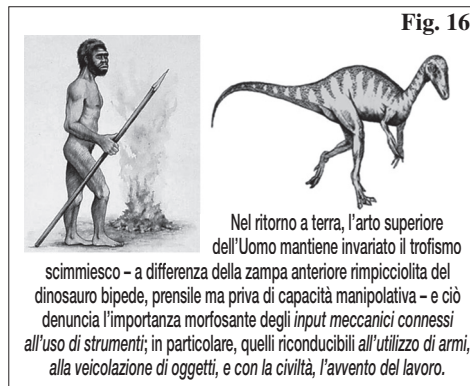 Fig. 16
Nel ritorno a terra, l'arto superiore
dell'Uomo mantiene invariato il trofismo
scimmiesco – a differenza della zampa anteriore rimpicciolita del
dinosauro bipede, prensile ma priva di capacità manipolativa – e ciò
denuncia l'importanza morfosante degli input meccanici connessi
all'uso di strumenti; in particolare, quelli riconducibili all'utilizzo di armi,
alla veicolazione di oggetti, e con la civiltà, l'avvento del lavoro.